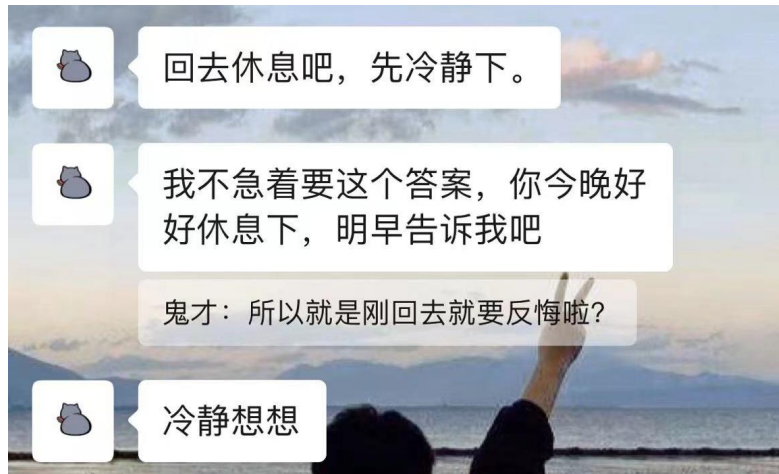 回去休息吧，先冷静下。
我不急着要这个答案，你今晚好
好休息下，明早告诉我吧
鬼才：所以就是刚回去就要反悔啦？
冷静想想